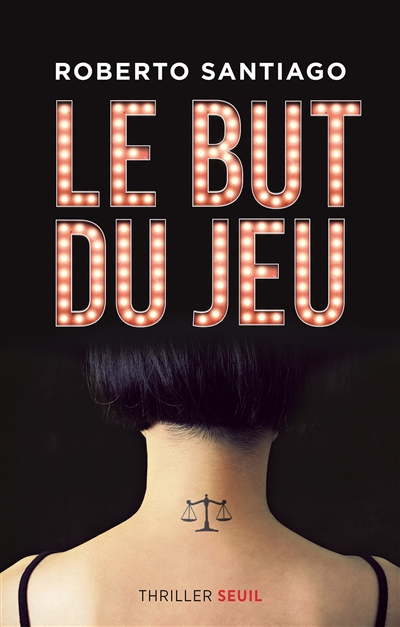 ROBERTO SANTIAGO
LE BUT
DU JEU
THRILLER SEUIL